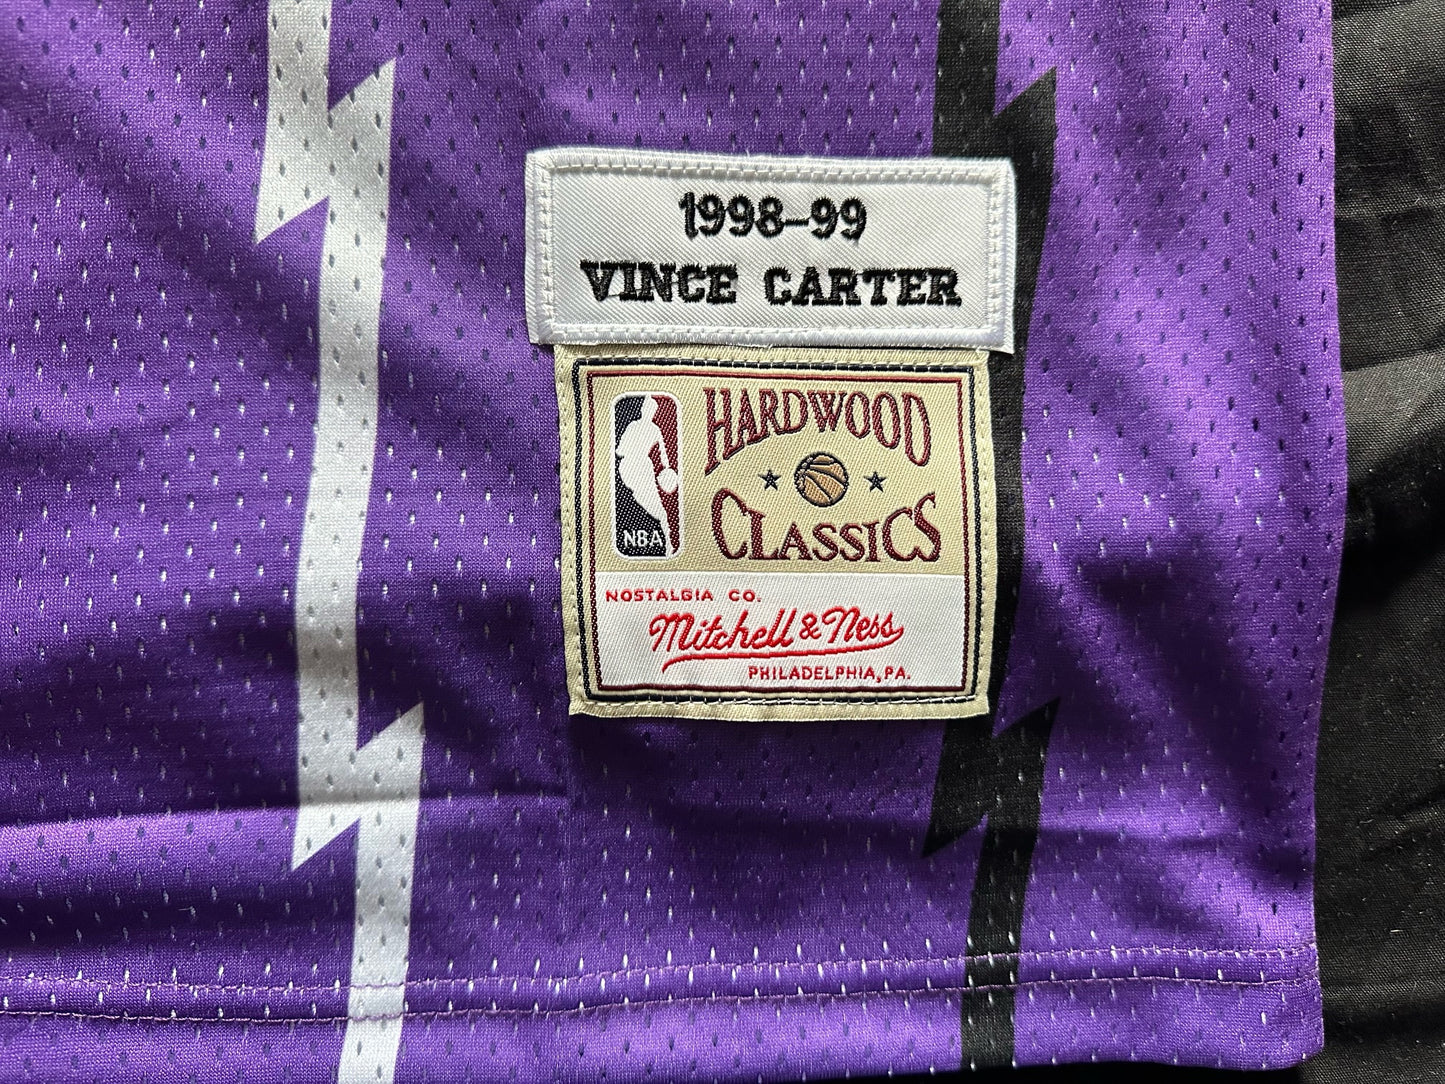 1998-99
VINCE CARTER
HARDWOOD
CLASSICS
NBA
NOSTALGIA CO.
Mitchell & Ness
PHILADELPHIA, PA.